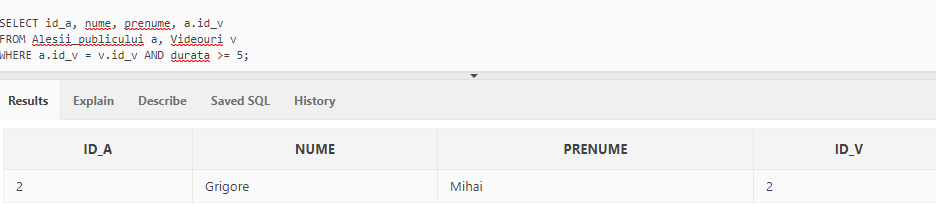 SELECT id_a, nume, prenume, a.id_v
FROM Alesii_publicului a, Videouri v
WHERE a.id_v = v.id_v AND durata >= 5;
Results Explain Describe Saved SQL History
ID_A NUME PRENUME ID_V
2 Grigore Mihai 2